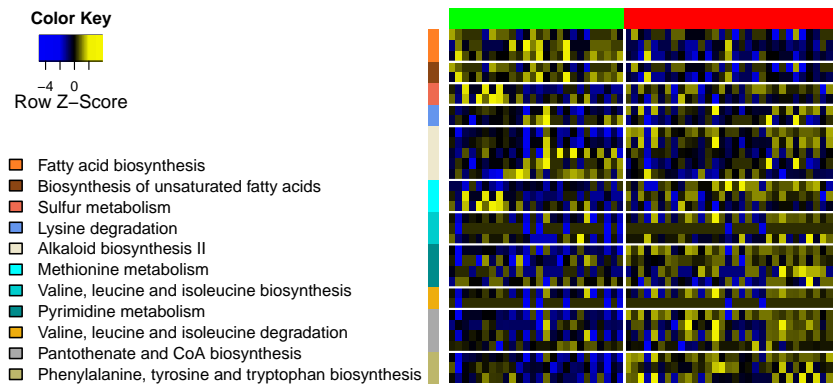 Color Key
−4 0
Row Z−Score
Fatty acid biosynthesis
Biosynthesis of unsaturated fatty acids
Sulfur metabolism
Lysine degradation
Alkaloid biosynthesis II
Methionine metabolism
Valine, leucine and isoleucine biosynthesis
Pyrimidine metabolism
Valine, leucine and isoleucine degradation
Pantothenate and CoA biosynthesis
Phenylalanine, tyrosine and tryptophan biosynthesis